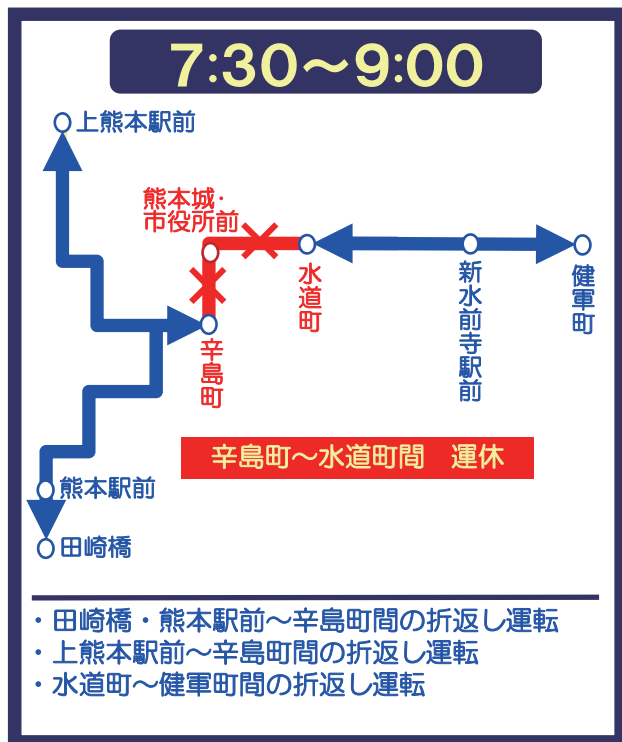 7:30～9:00
上熊本駅前
熊本城・
市役所前
水道町
新水前寺駅前
健軍町
辛島町
辛島町～水道町間　運休
熊本駅前
田崎橋
・田崎橋・熊本駅前～辛島町間の折返し運転
・上熊本駅前～辛島町間の折返し運転
・水道町～健軍町間の折返し運転